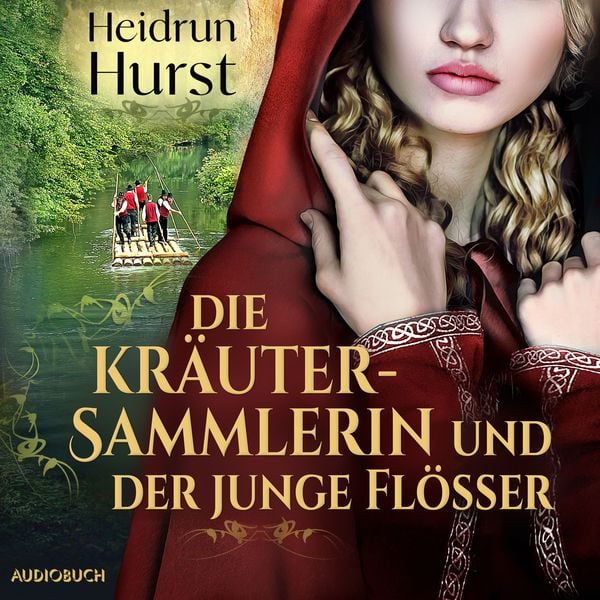 Heidrun
Hurst
DIE
KRÄUTER-
SAMMLERIN UND
DER JUNGE FLÖSSER
AUDIOBUCH